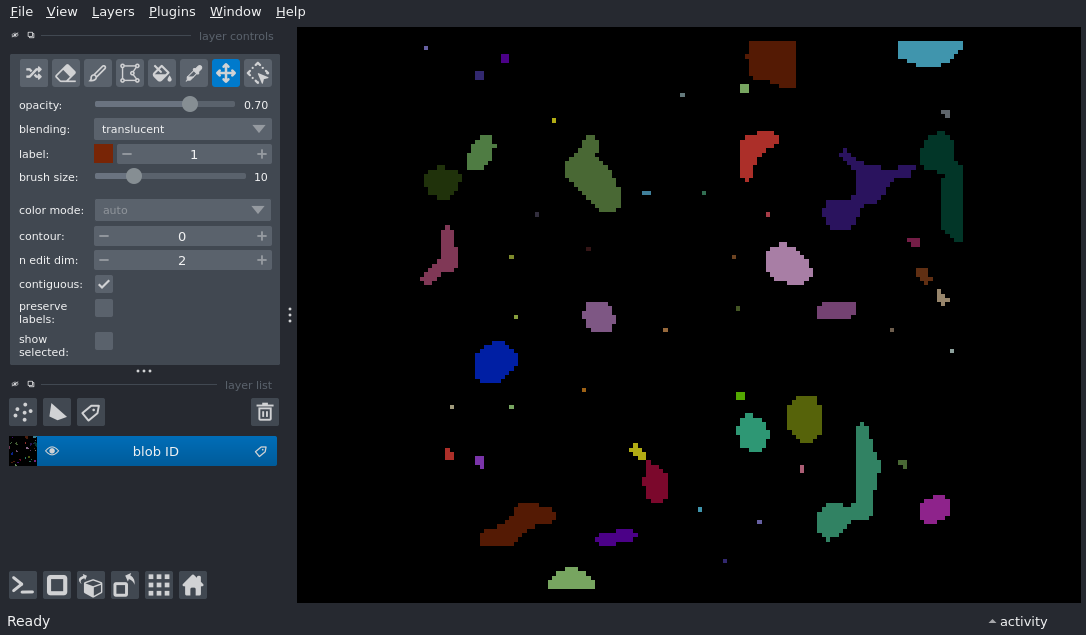 File View Layers Plugins Window Help
layer controls
opacity: 0.70
blending: translucent
label: 1
brush size: 10
color mode: auto
contour: 0
n edit dim: 2
contiguous:
preserve
labels:
show
selected:
layer list
blob ID
Ready
activity